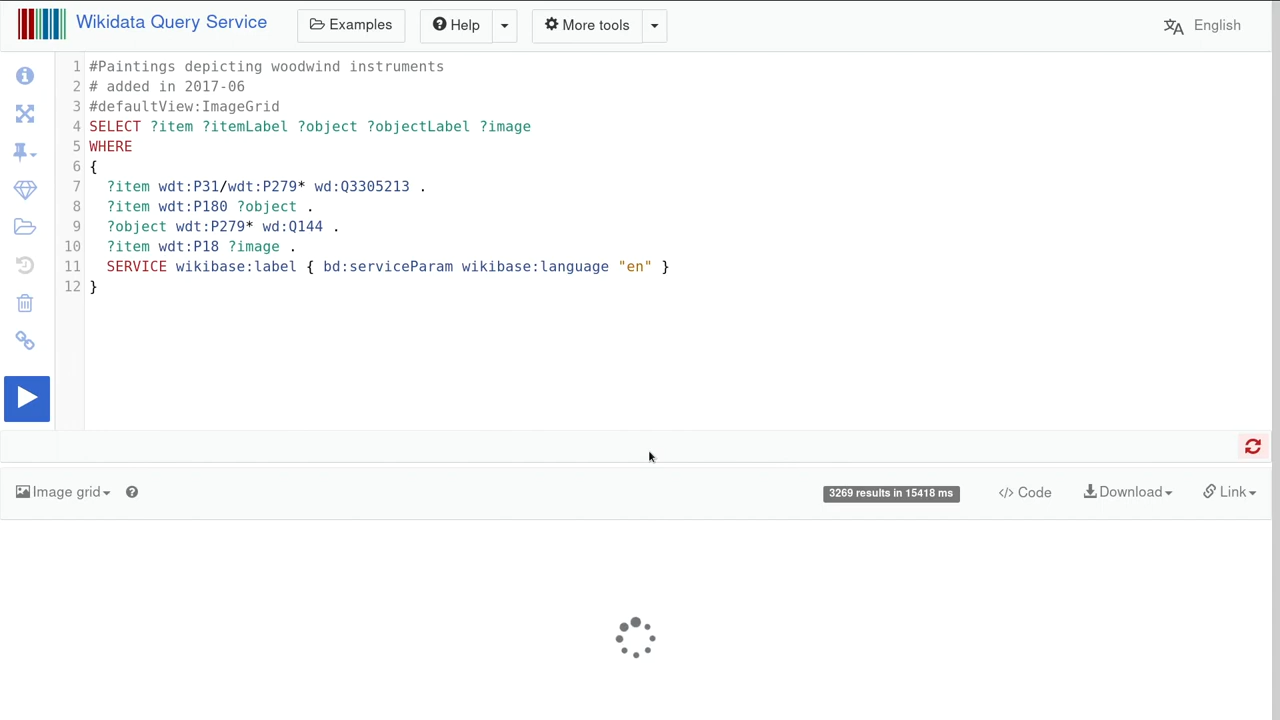 Wikidata Query Service
Examples
Help
More tools
English
1 #Paintings depicting woodwind instruments
2 # added in 2017-06
3 #defaultView:ImageGrid
4 SELECT ?item ?itemLabel ?object ?objectLabel ?image
5 WHERE
6 {
7   ?item wdt:P31/wdt:P279* wd:Q3305213 .
8   ?item wdt:P180 ?object .
9   ?object wdt:P279* wd:Q144 .
10   ?item wdt:P18 ?image .
11   SERVICE wikibase:label { bd:serviceParam wikibase:language "en" }
12 }
Image grid
3269 results in 15418 ms
</> Code
Download
Link